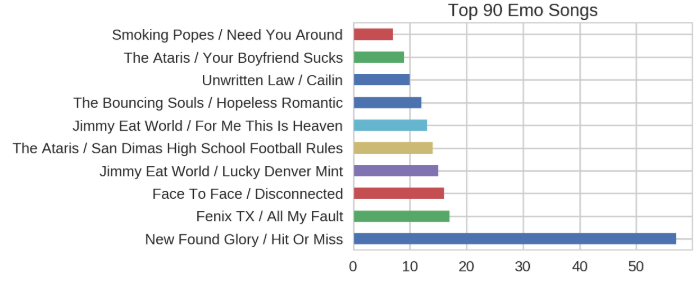 Top 90 Emo Songs
Smoking Popes / Need You Around
The Ataris / Your Boyfriend Sucks
Unwritten Law / Cailin
The Bouncing Souls / Hopeless Romantic
Jimmy Eat World / For Me This Is Heaven
The Ataris / San Dimas High School Football Rules
Jimmy Eat World / Lucky Denver Mint
Face To Face / Disconnected
Fenix TX / All My Fault
New Found Glory / Hit Or Miss
0 10 20 30 40 50